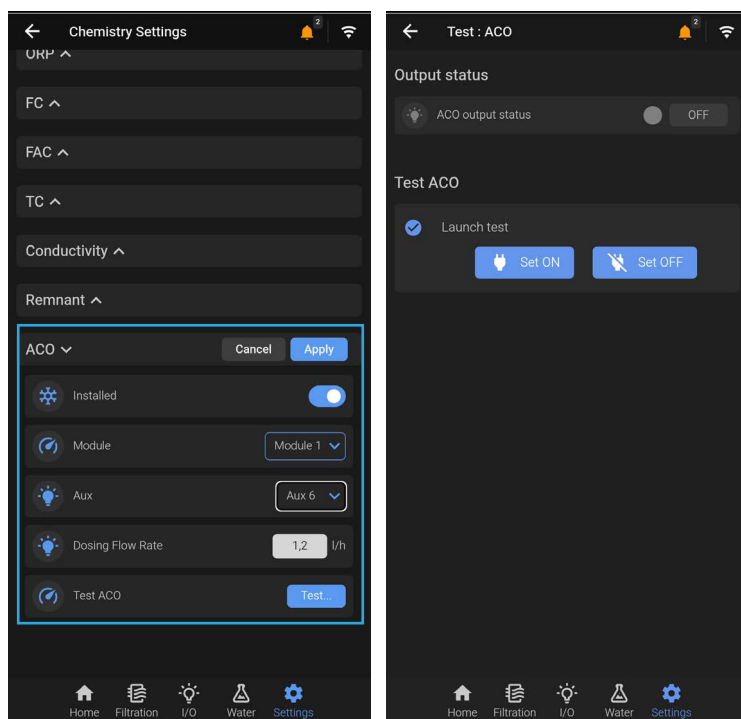 Chemistry Settings
2
ORP
FC
FAC
TC
Conductivity
Remnant
ACO
Cancel
Apply
Installed
Module
Module 1
Aux
Aux 6
Dosing Flow Rate
1,2
l/h
Test ACO
Test...
Home
Filtration
I/O
Water
Settings
Test : ACO
2
Output status
ACO output status
OFF
Test ACO
Launch test
Set ON
Set OFF
Home
Filtration
I/O
Water
Settings